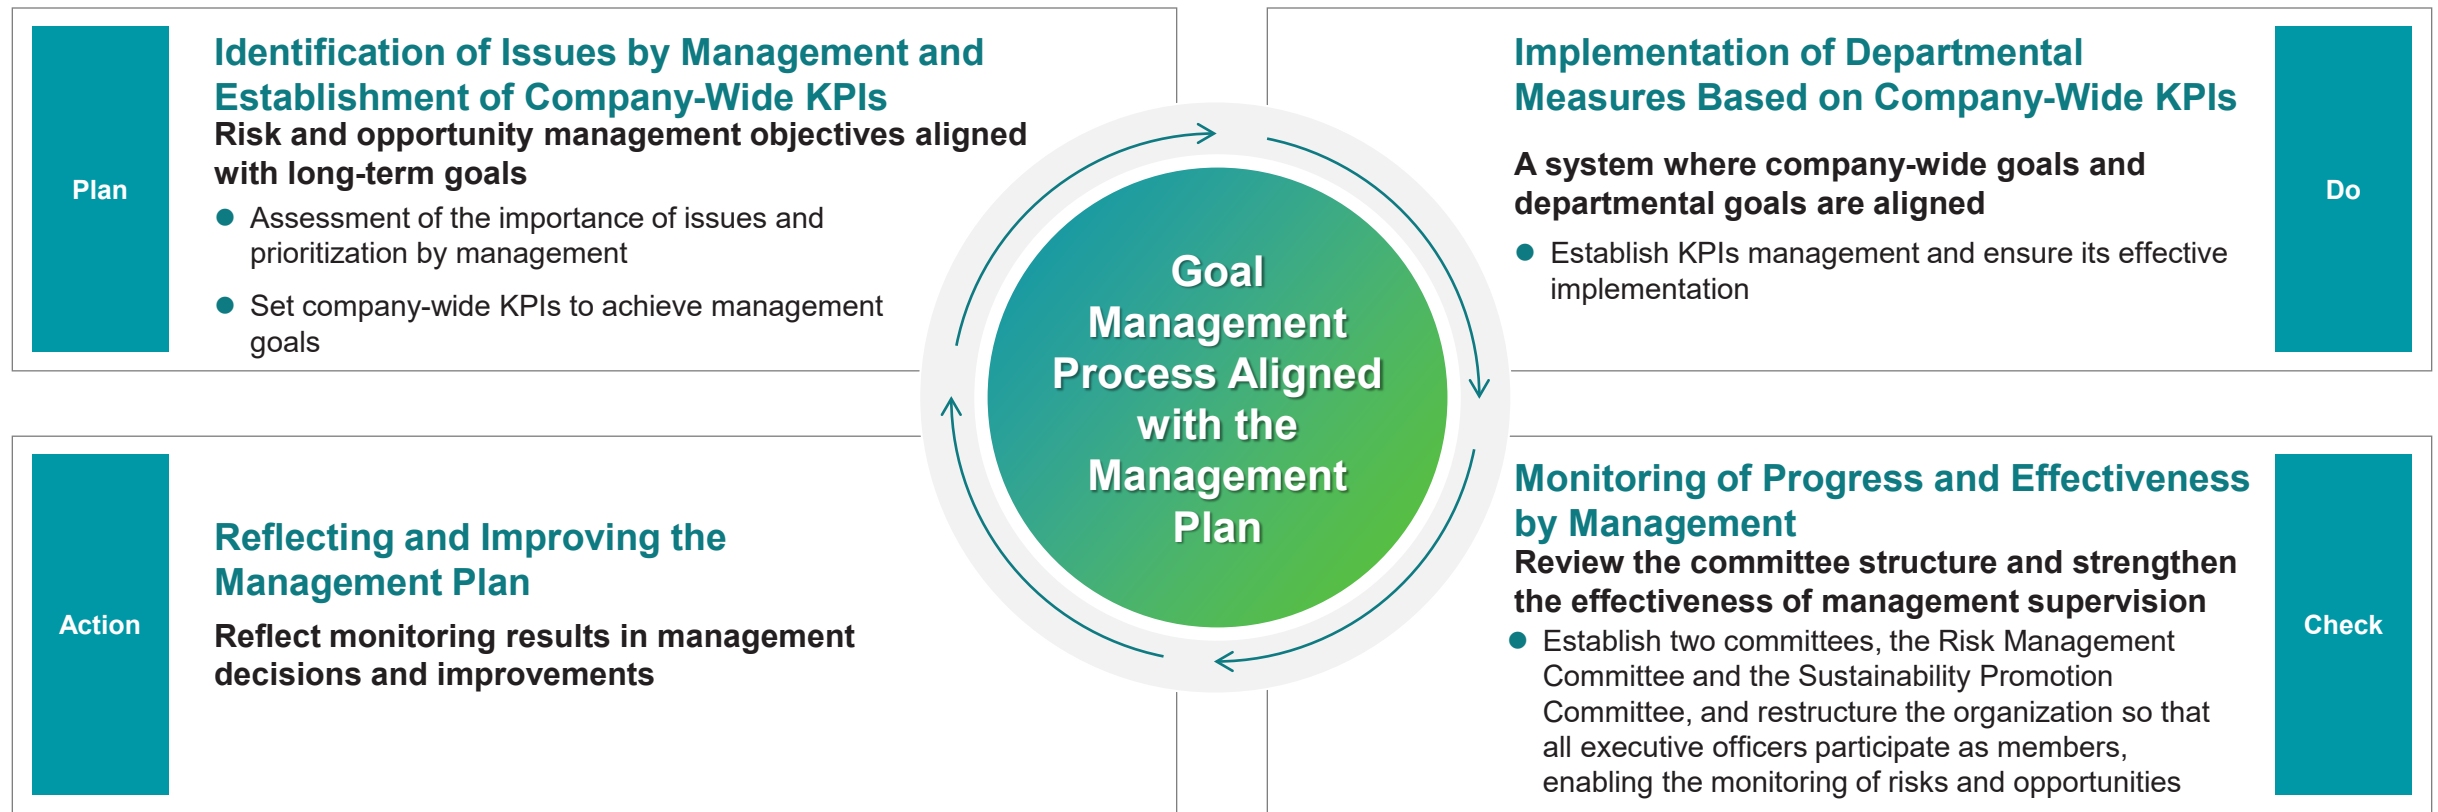 Plan
Identification of Issues by Management and
Establishment of Company-Wide KPIs
Risk and opportunity management objectives aligned
with long-term goals
● Assessment of the importance of issues and
prioritization by management
● Set company-wide KPIs to achieve management
goals
Implementation of Departmental
Measures Based on Company-Wide KPIs
A system where company-wide goals and
departmental goals are aligned
● Establish KPIs management and ensure its effective
implementation
Do
Goal
Management
Process Aligned
with the
Management
Plan
Action
Reflecting and Improving the
Management Plan
Reflect monitoring results in management
decisions and improvements
Monitoring of Progress and Effectiveness
by Management
Review the committee structure and strengthen
the effectiveness of management supervision
● Establish two committees, the Risk Management
Committee and the Sustainability Promotion
Committee, and restructure the organization so that
all executive officers participate as members,
enabling the monitoring of risks and opportunities
Check